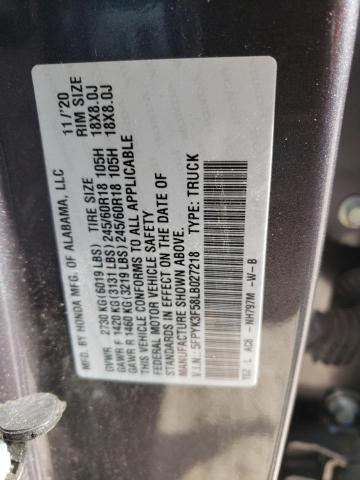 MFD. BY HONDA MFG. OF ALABAMA, LLC 11/'20
TIRE SIZE RIM SIZE
GVWR 2730 KG(6019 LBS)
GAWR F 1420 KG(3131 LBS) 245/60R18 105H 18X8.0J
GAWR R 1460 KG(3219 LBS) 245/60R18 105H 18X8.0J
THIS VEHICLE CONFORMS TO ALL APPLICABLE
FEDERAL MOTOR VEHICLE SAFETY
STANDARDS IN EFFECT ON THE DATE OF
MANUFACTURE SHOWN ABOVE.
V.I.N.: 5FPYK3F58LB027218 TYPE: TRUCK
TG7 L AC8 - NH797M -W-B